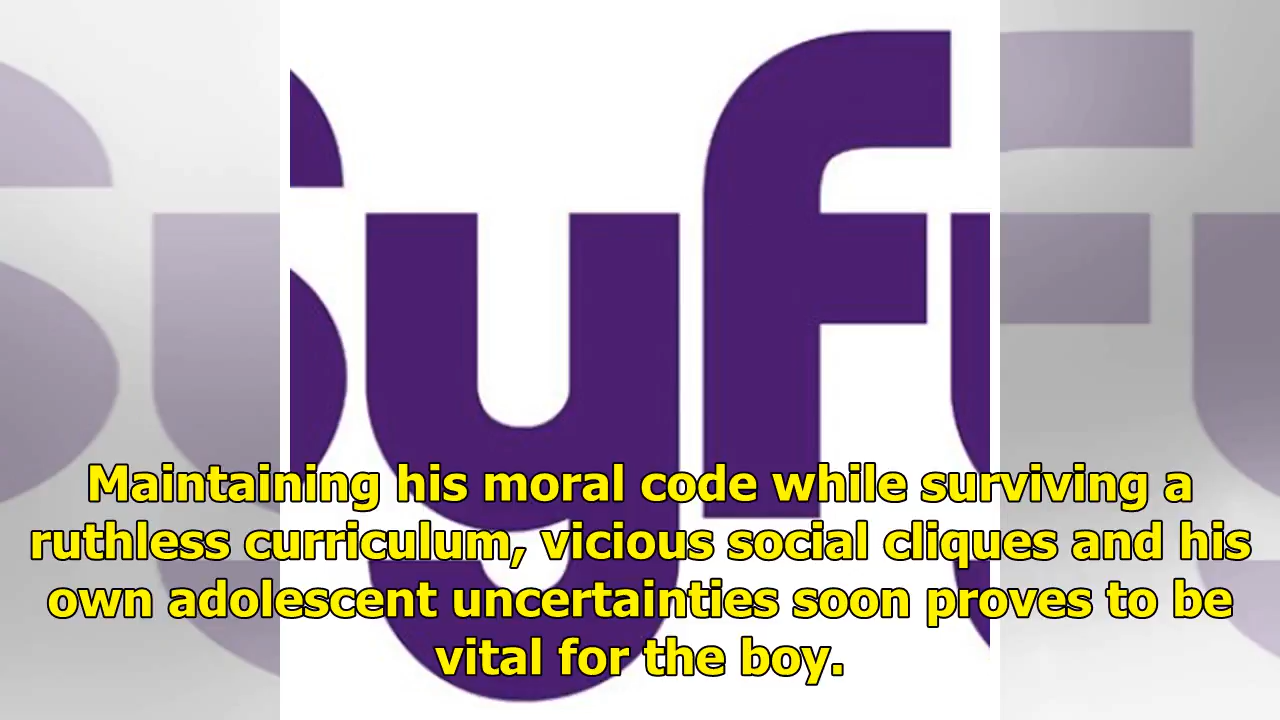 Syfy
Maintaining his moral code while surviving a
ruthless curriculum, vicious social cliques and his
own adolescent uncertainties soon proves to be
vital for the boy.